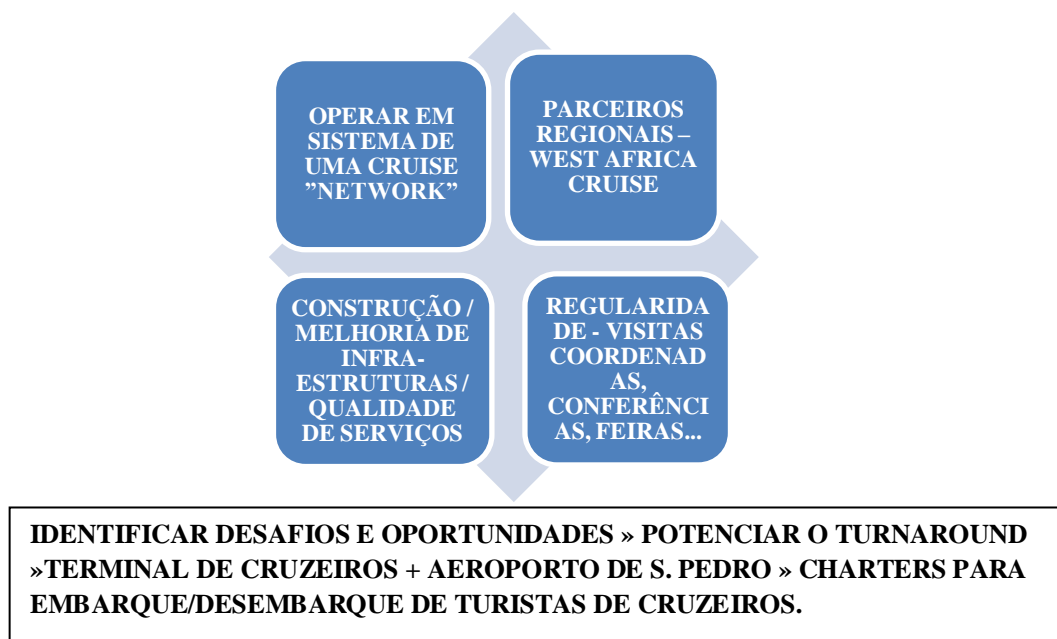 OPERAR EM
SISTEMA DE
UMA CRUISE
”NETWORK”
PARCEIROS
REGIONAIS –
WEST AFRICA
CRUISE
CONSTRUÇÃO /
MELHORIA DE
INFRA-
ESTRUTURAS /
QUALIDADE
DE SERVIÇOS
REGULARIDA
DE - VISITAS
COORDENAD
AS,
CONFERÊNCI
AS, FEIRAS...
IDENTIFICAR DESAFIOS E OPORTUNIDADES » POTENCIAR O TURNAROUND
»TERMINAL DE CRUZEIROS + AEROPORTO DE S. PEDRO » CHARTERS PARA
EMBARQUE/DESEMBARQUE DE TURISTAS DE CRUZEIROS.